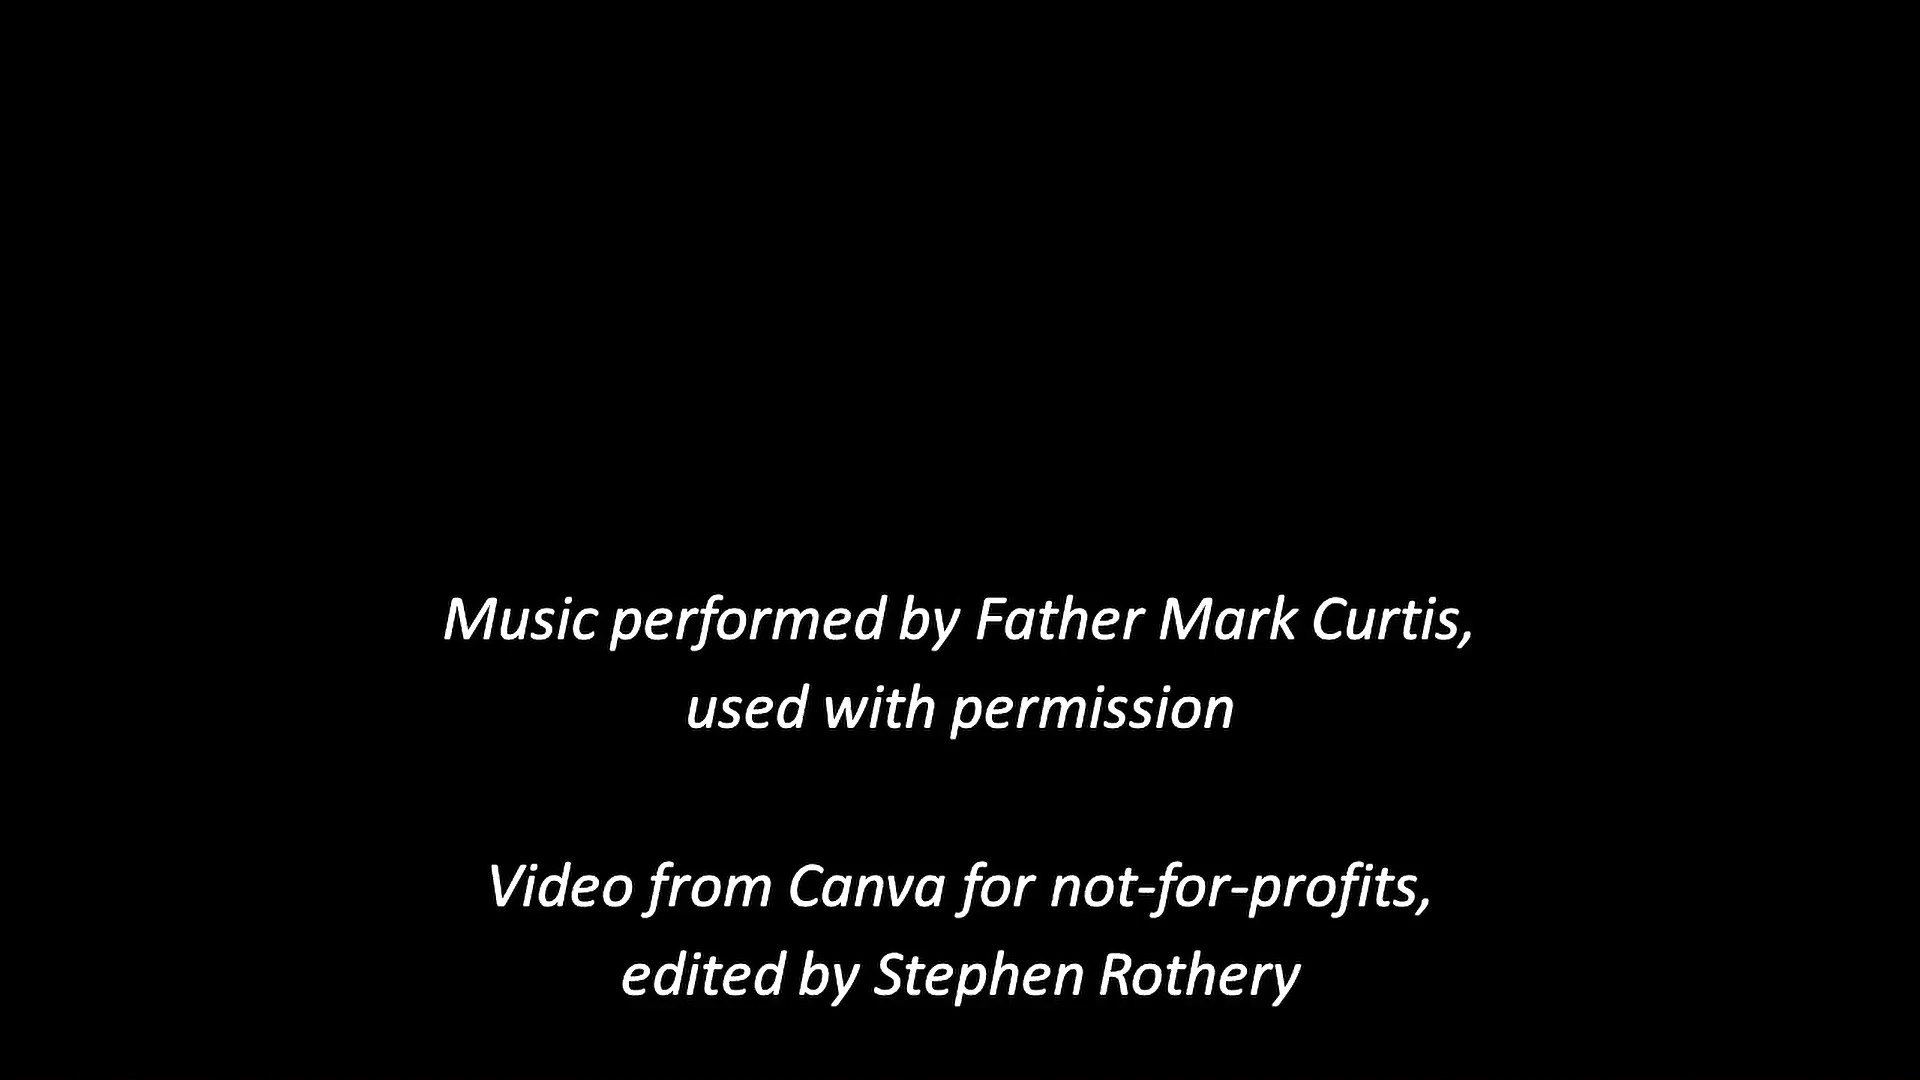 Music performed by Father Mark Curtis,
used with permission
Video from Canva for not-for-profits,
edited by Stephen Rothery